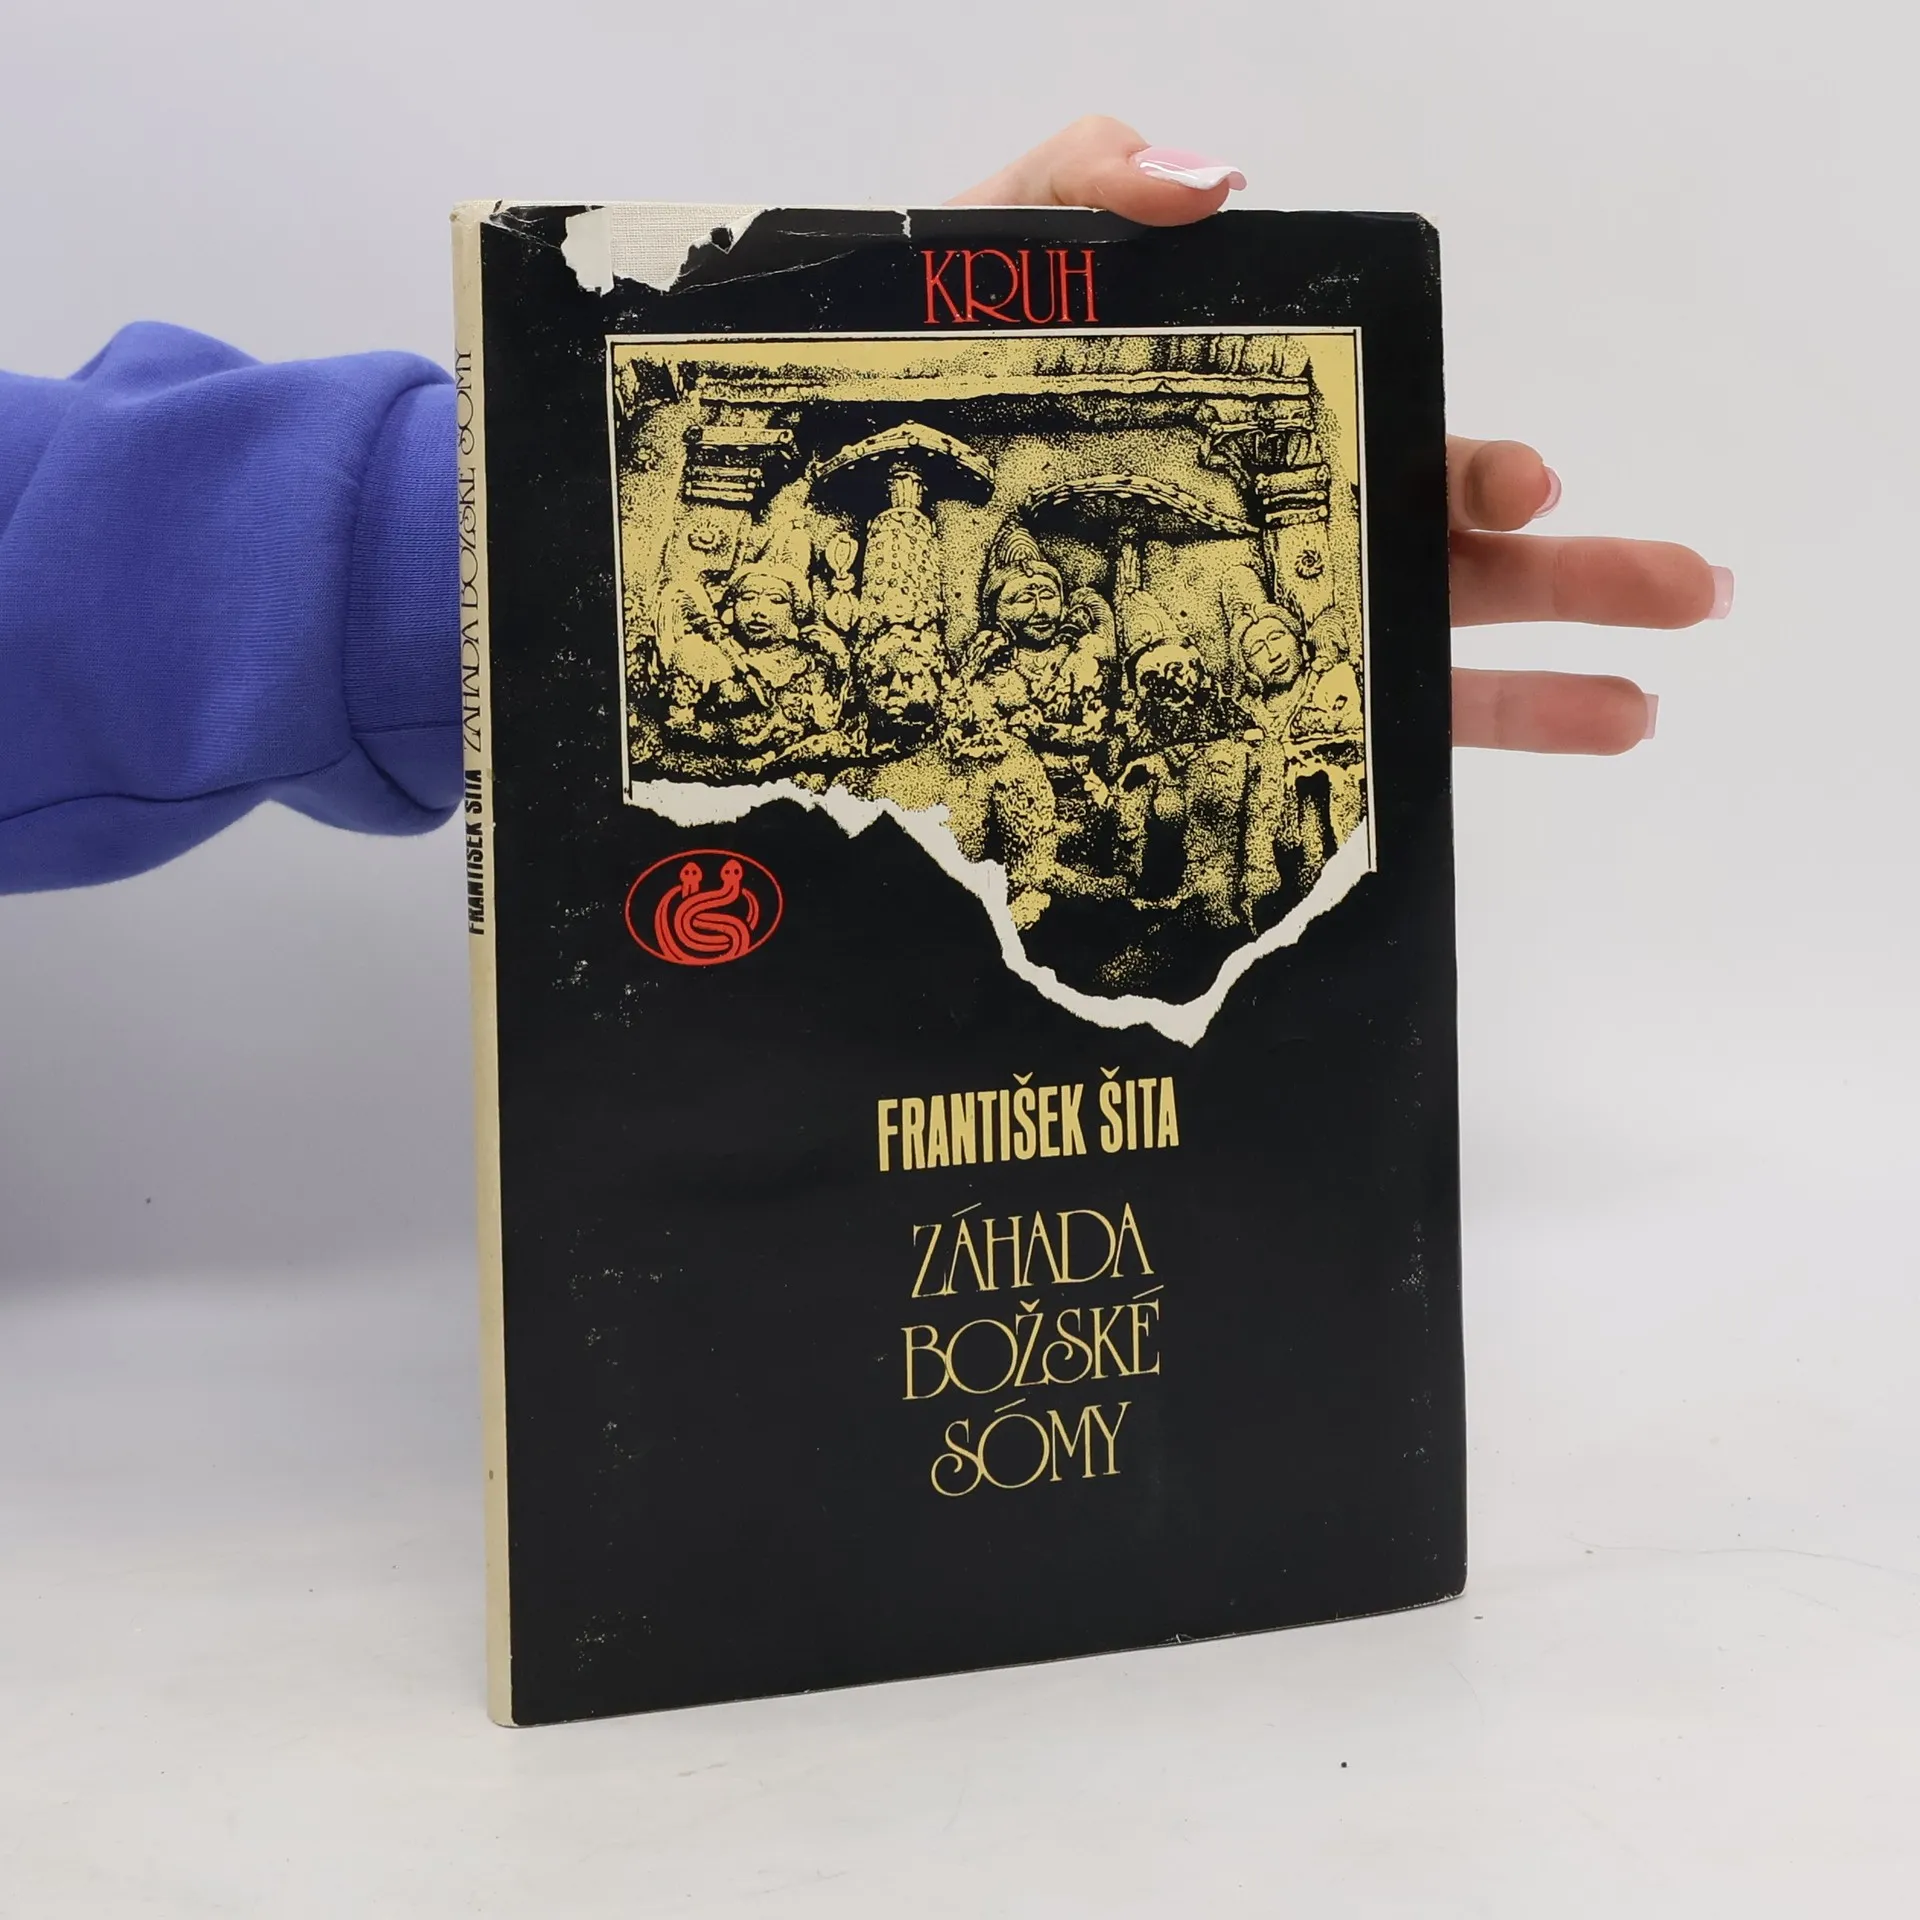 KRUH
FRANTIŠEK ŠITA
ZÁHADA
BOŽSKÉ
SÓMY
FRANTIŠEK ŠITA ZÁHADA BOŽSKÉ SÓMY